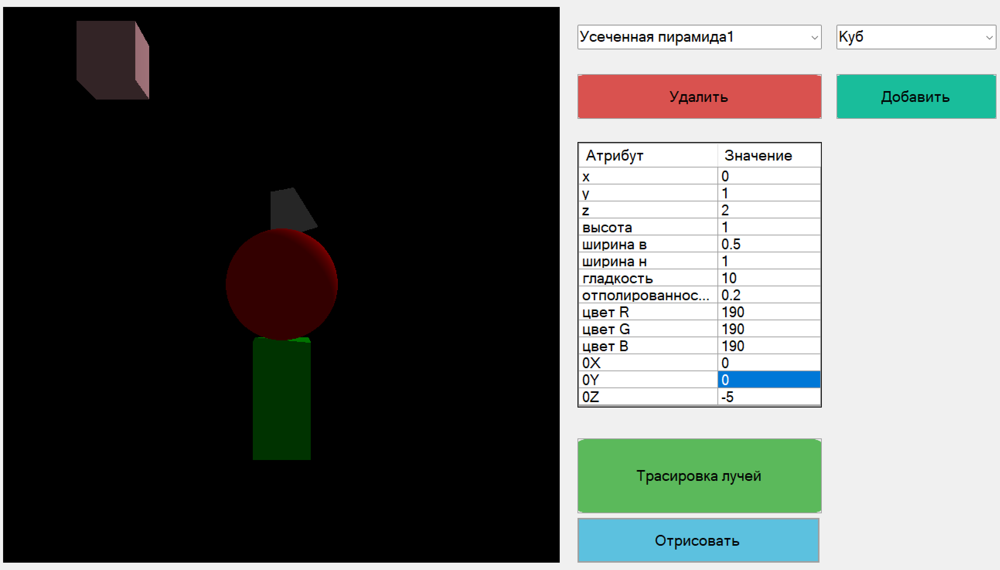 Усеченная пирамида1 Куб
Удалить Добавить
Атрибут Значение
x 0
y 1
z 2
высота 1
ширина в 0.5
ширина н 1
гладкость 10
отполированнос... 0.2
цвет R 190
цвет G 190
цвет B 190
0X 0
0Y 0
0Z -5
Трасировка лучей
Отрисовать